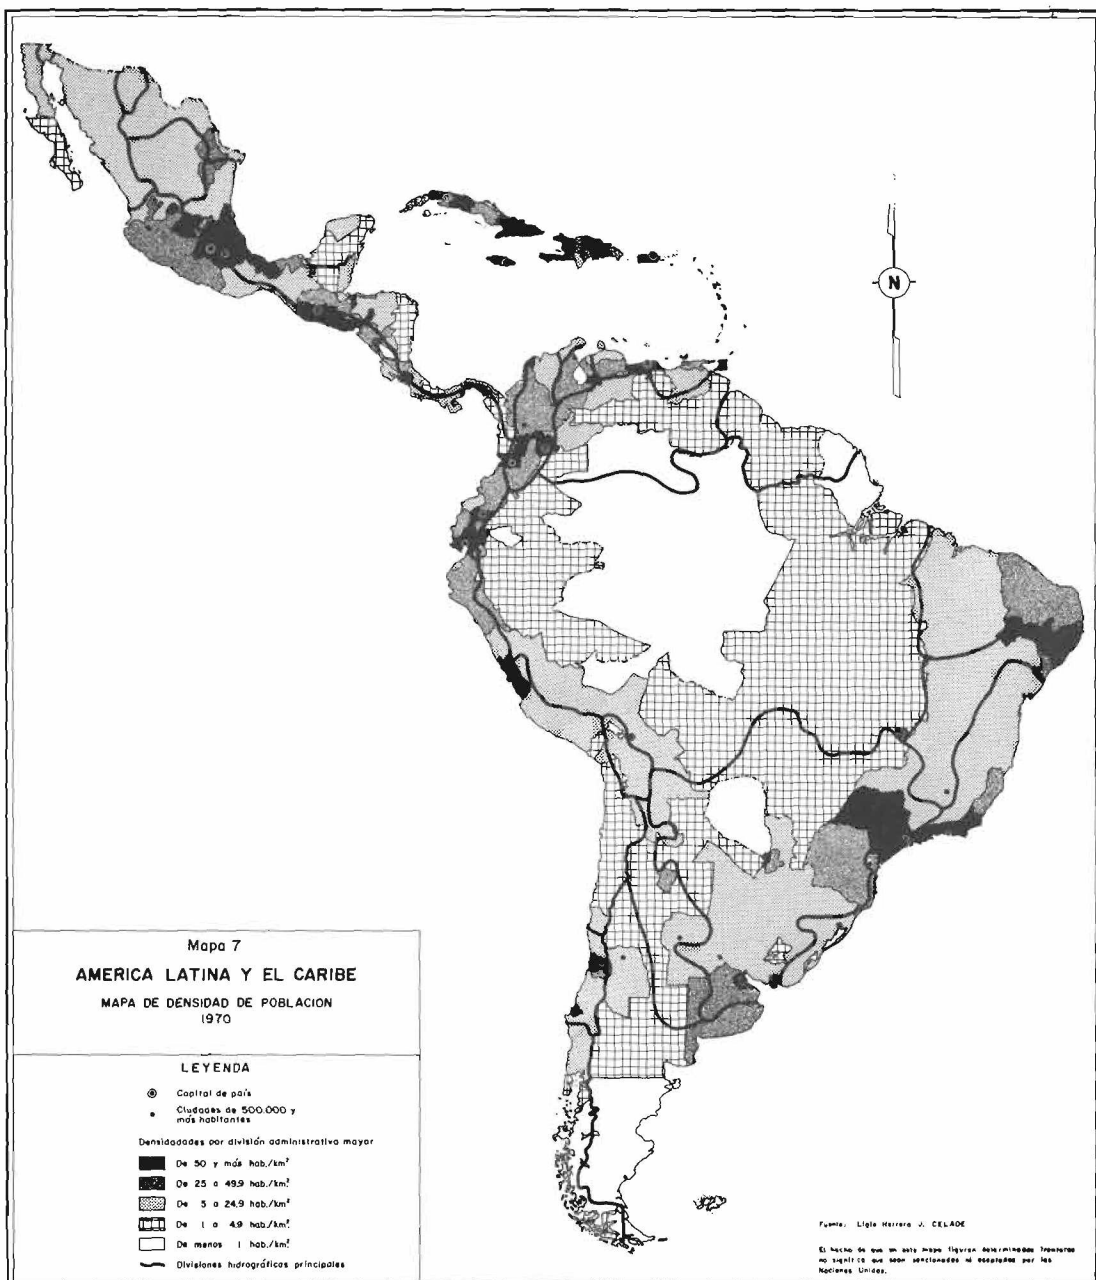 N
Mapa 7
AMERICA LATINA Y EL CARIBE
MAPA DE DENSIDAD DE POBLACION
1970
LEYENDA
Capital de país
Ciudades de 500.000 y
más habitantes
Densidadades por división administrativa mayor
De 50 y más hab./km²
De 25 a 49.9 hab./km²
De 5 a 24.9 hab./km²
De 1 a 4.9 hab./km²
De menos 1 hab./km²
Divisiones hidrográficas principales
Fuente: Ligia Herrera J. CELADE
El hecho de que en este mapa figuren determinadas fronteras
no significa que sean sancionadas ni aceptadas por las
Naciones Unidas.